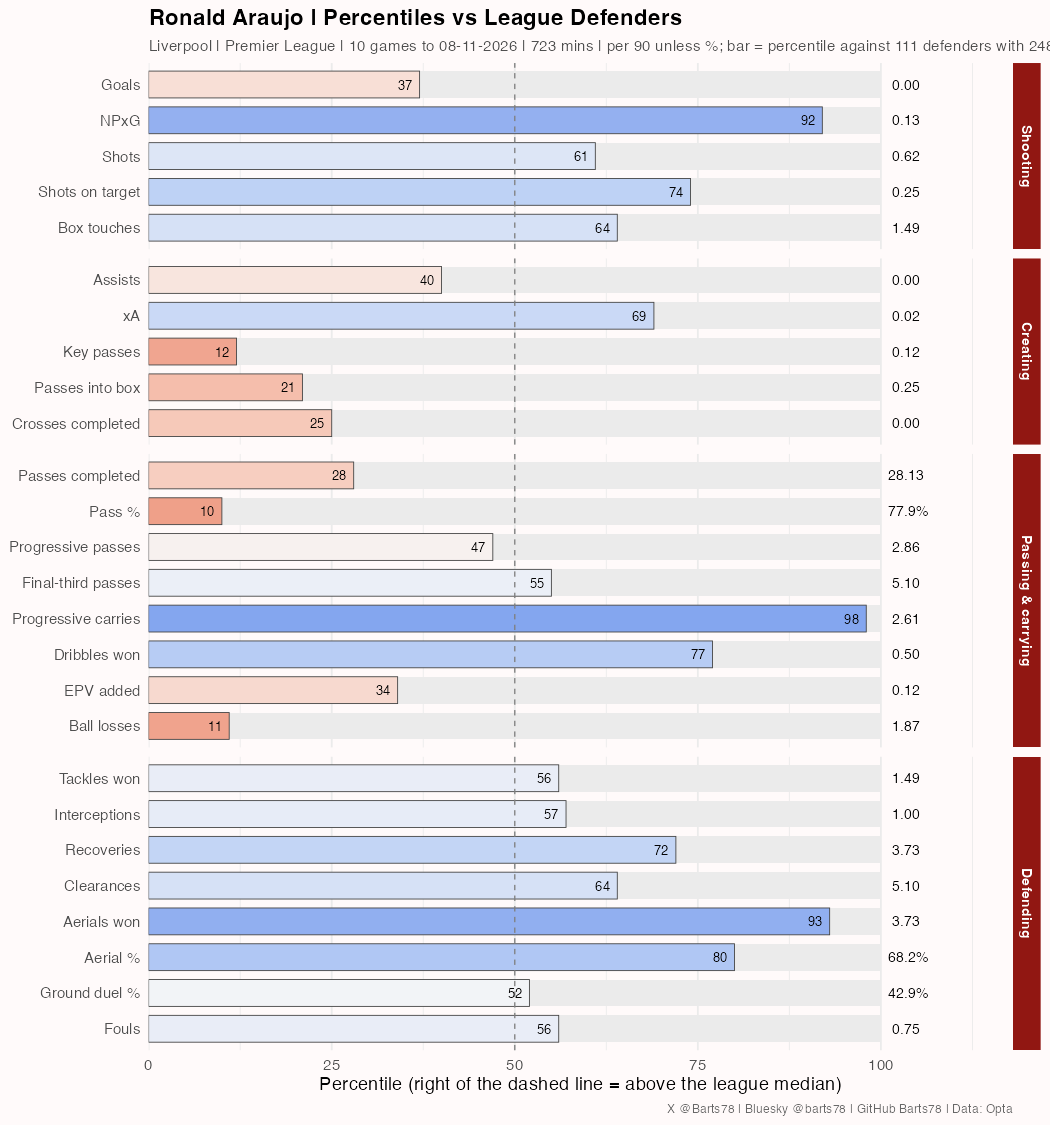 Ronald Araujo | Percentiles vs League Defenders
Liverpool | Premier League | 10 games to 08-11-2026 | 723 mins | per 90 unless %; bar = percentile against 111 defenders with 248
Shooting
Goals 37 0.00
NPxG 92 0.13
Shots 61 0.62
Shots on target 74 0.25
Box touches 64 1.49
Creating
Assists 40 0.00
xA 69 0.02
Key passes 12 0.12
Passes into box 21 0.25
Crosses completed 25 0.00
Passing & carrying
Passes completed 28 28.13
Pass % 10 77.9%
Progressive passes 47 2.86
Final-third passes 55 5.10
Progressive carries 98 2.61
Dribbles won 77 0.50
EPV added 34 0.12
Ball losses 11 1.87
Defending
Tackles won 56 1.49
Interceptions 57 1.00
Recoveries 72 3.73
Clearances 64 5.10
Aerials won 93 3.73
Aerial % 80 68.2%
Ground duel % 52 42.9%
Fouls 56 0.75
0 25 50 75 100
Percentile (right of the dashed line = above the league median)
X @Barts78 | Bluesky @barts78 | GitHub Barts78 | Data: Opta